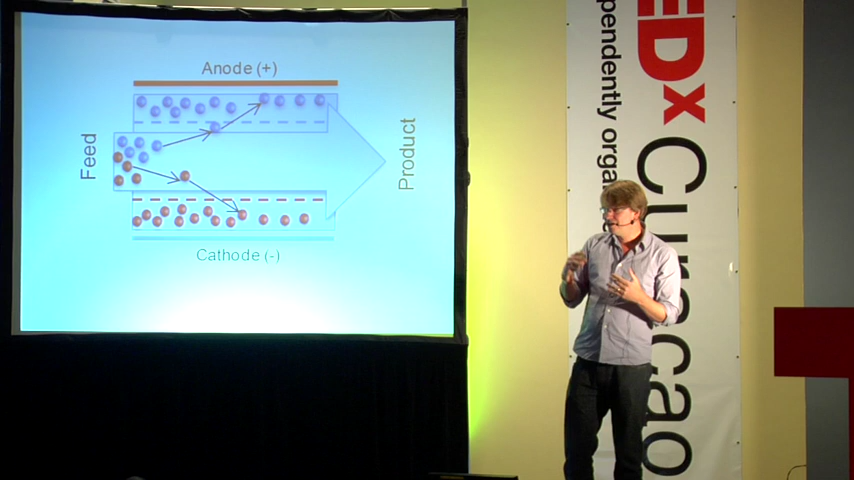 Anode (+)
Feed
Product
Cathode (-)
EDx
pendently orga
Curacao